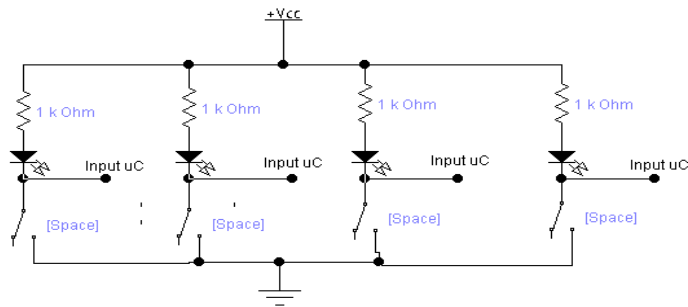 +Vcc
1 k Ohm 1 k Ohm 1 k Ohm 1 k Ohm
Input uC Input uC Input uC Input uC
[Space] [Space] [Space] [Space]